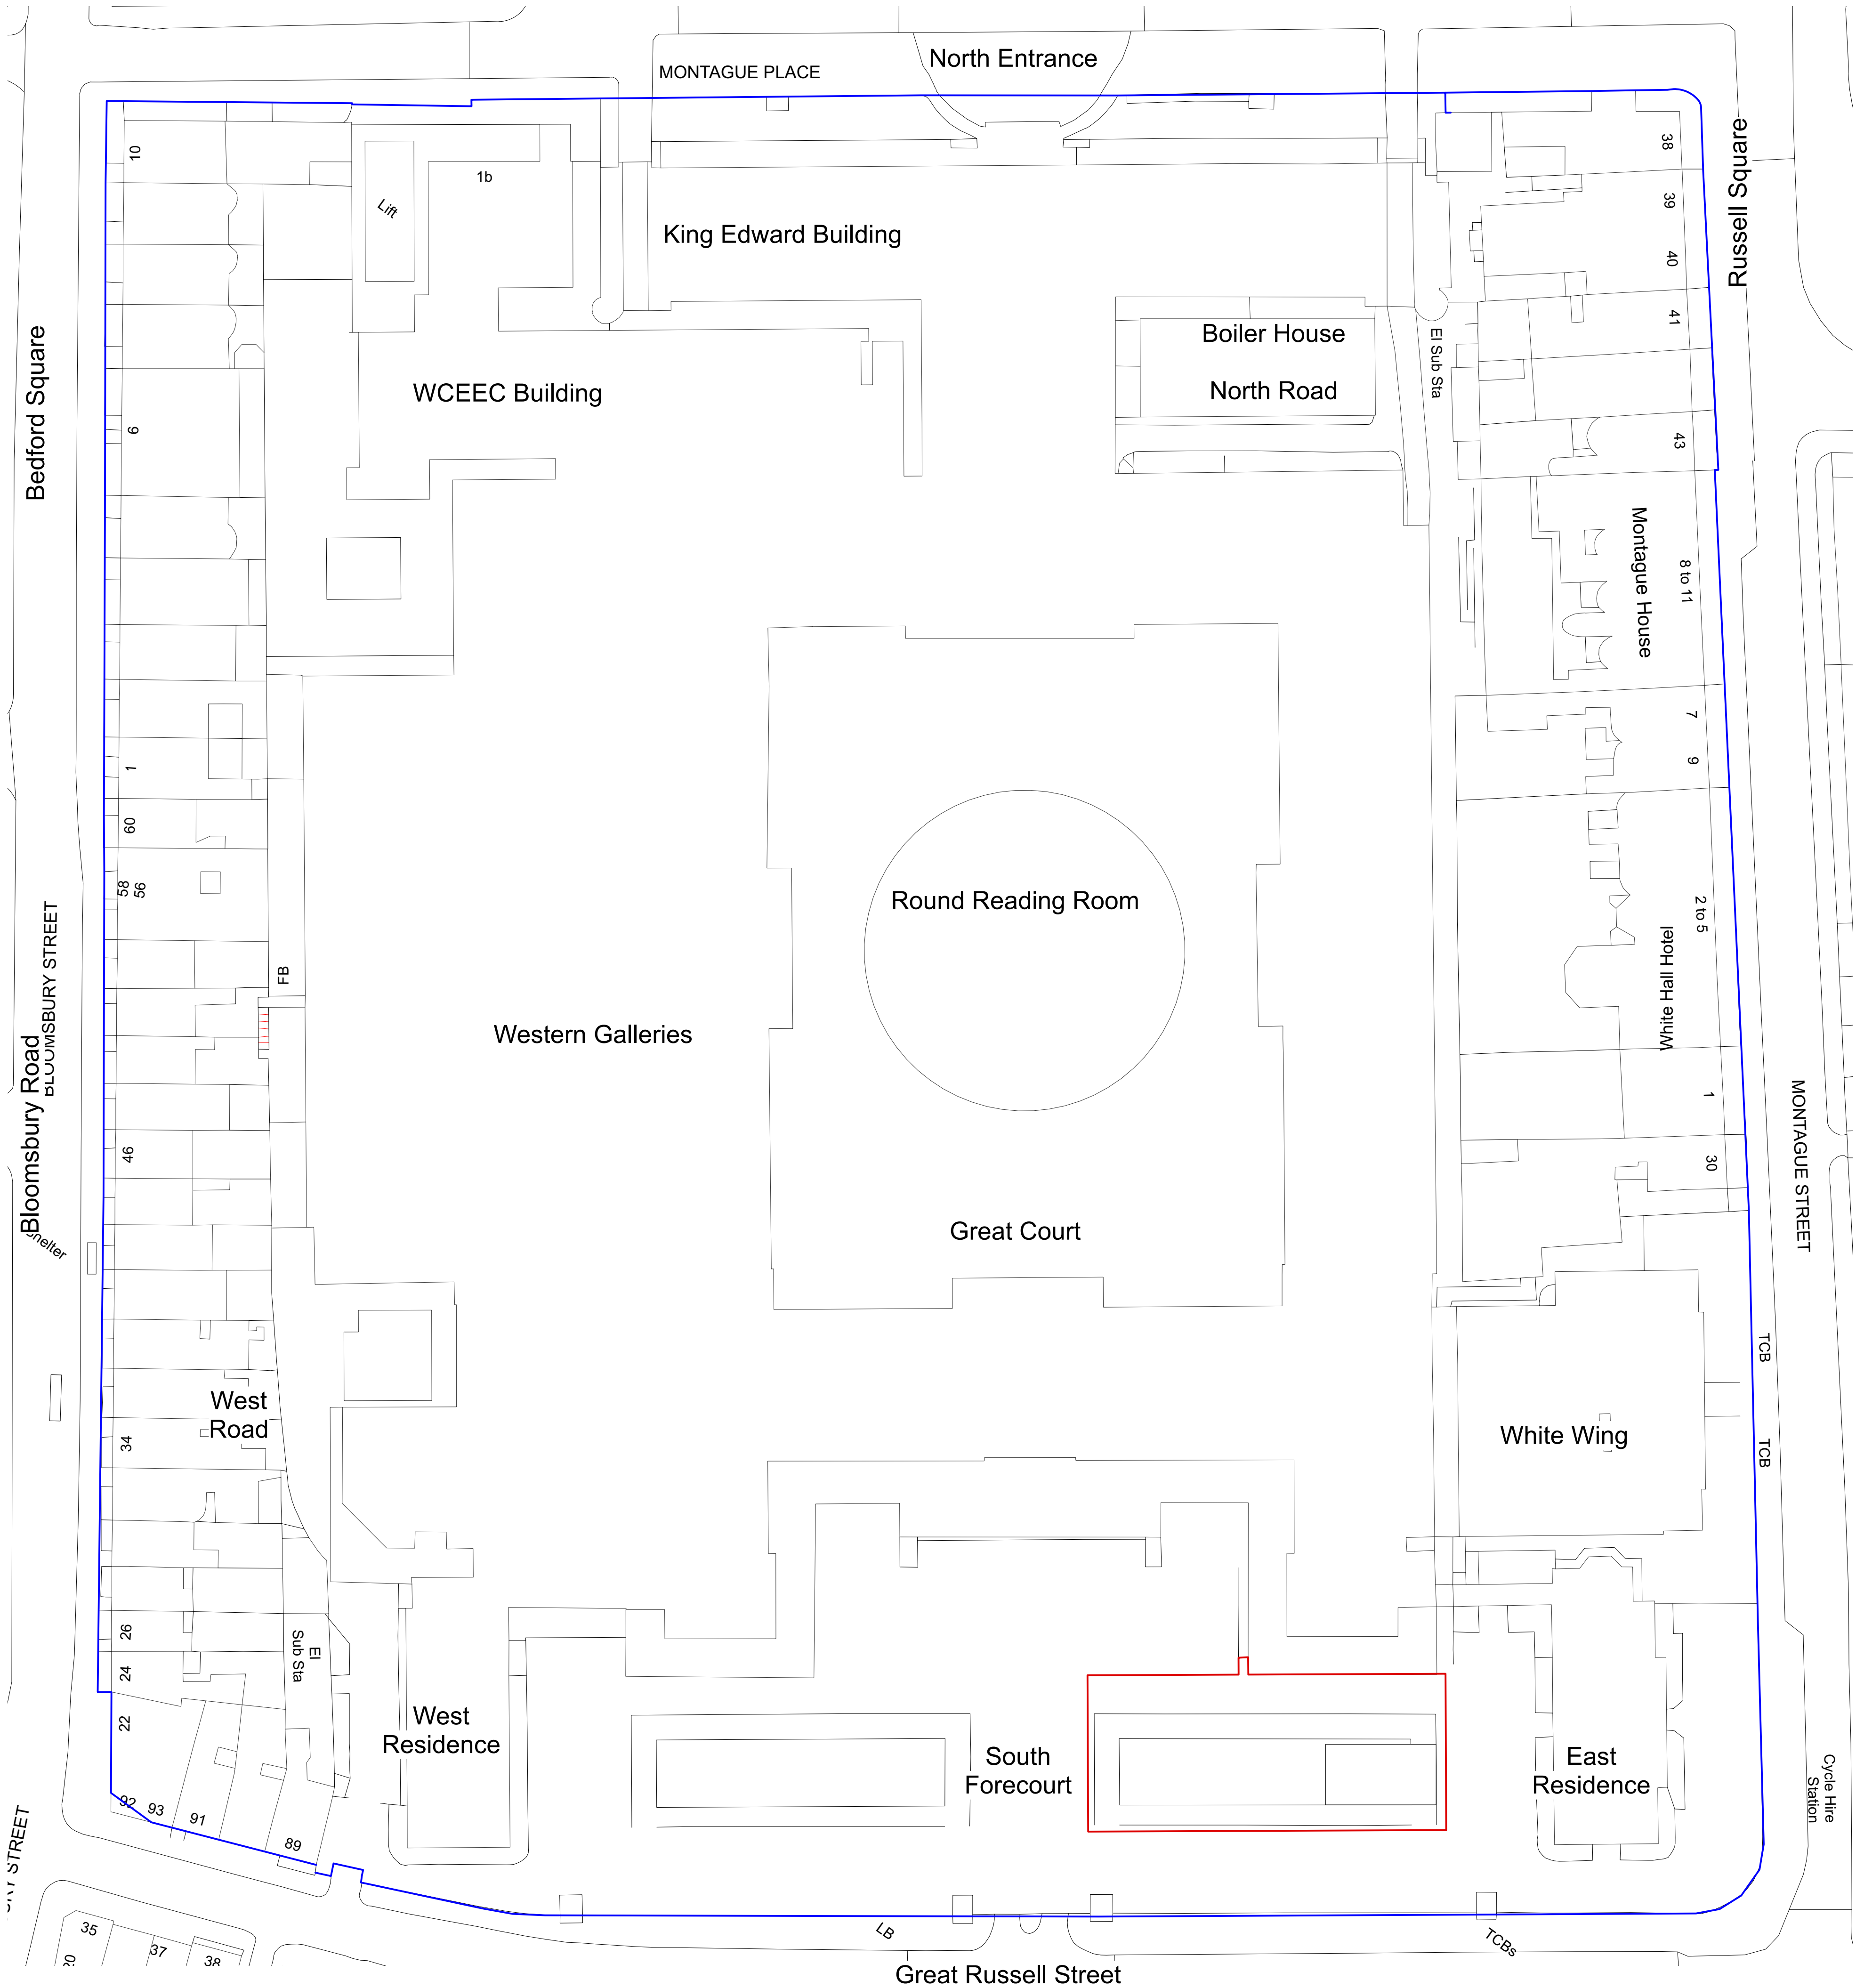 North Entrance
MONTAGUE PLACE
10
Lift
1b
King Edward Building
38
39
40
41
Russell Square
Boiler House
North Road
El Sub Sta
WCEEC Building
Bedford Square
6
43
Montague House
8 to 11
7
9
1
60
58
56
Round Reading Room
2 to 5
White Hall Hotel
BLOOMSBURY STREET
FB
Western Galleries
Bloomsbury Road
46
1
30
MONTAGUE STREET
Great Court
Shelter
West
Road
34
White Wing
TCB
TCB
26
24
22
El
Sub Sta
West
Residence
South
Forecourt
East
Residence
Cycle Hire
Station
92
93
91
89
STREET
35
37
38
LB
TCBs
Great Russell Street